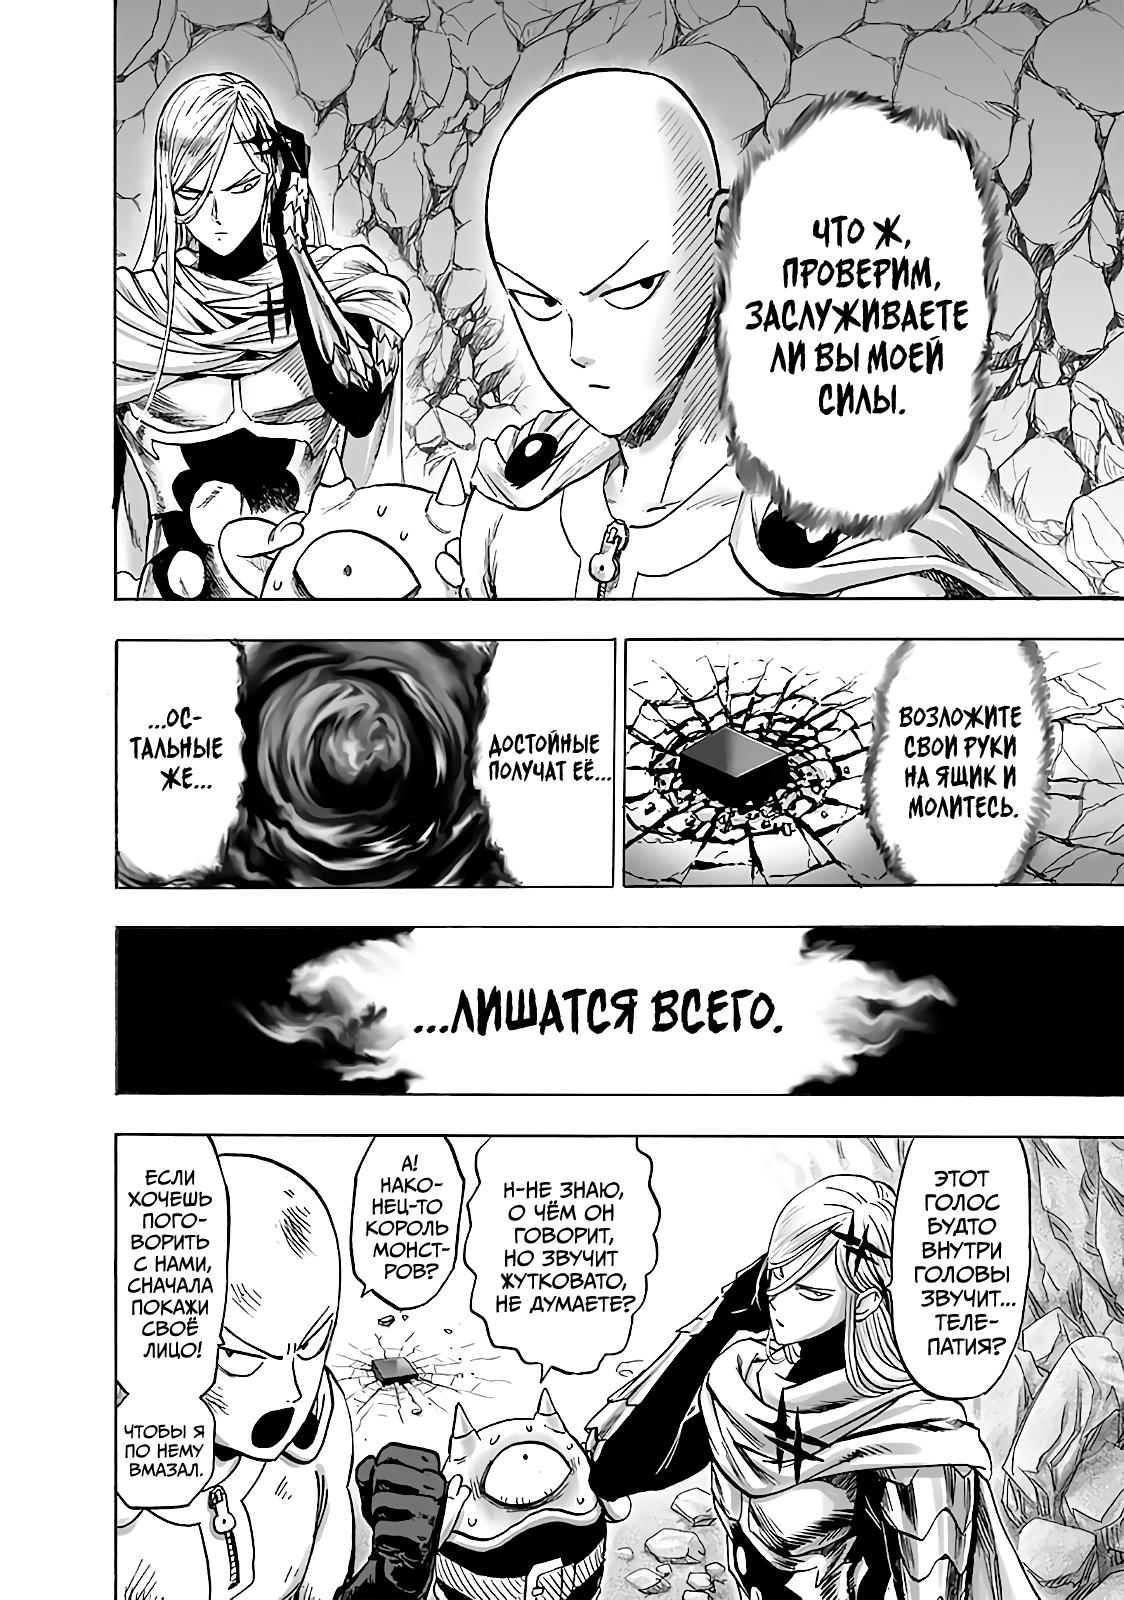 ЧТО Ж,
ПРОВЕРИМ,
ЗАСЛУЖИВАЕТЕ
ЛИ ВЫ МОЕЙ
СИЛЫ.
ВОЗЛОЖИТЕ
СВОИ РУКИ
НА ЯЩИК И
МОЛИТЕСЬ.
ДОСТОЙНЫЕ
ПОЛУЧАТ ЕЁ...
...ОС-
ТАЛЬНЫЕ
ЖЕ...
...ЛИШАТСЯ ВСЕГО.
ЭТОТ
ГОЛОС
БУДТО
ВНУТРИ
ГОЛОВЫ
ЗВУЧИТ...
ТЕЛЕ-
ПАТИЯ?
Н-НЕ ЗНАЮ,
О ЧЁМ ОН
ГОВОРИТ,
НО ЗВУЧИТ
ЖУТКОВАТО,
НЕ ДУМАЕТЕ?
А!
НАКО-
НЕЦ-ТО
КОРОЛЬ
МОНСТ-
РОВ?
ЕСЛИ
ХОЧЕШЬ
ПОГО-
ВОРИТЬ
С НАМИ,
СНАЧАЛА
ПОКАЖИ
СВОЁ
ЛИЦО!
ЧТОБЫ Я
ПО НЕМУ
ВМАЗАЛ.